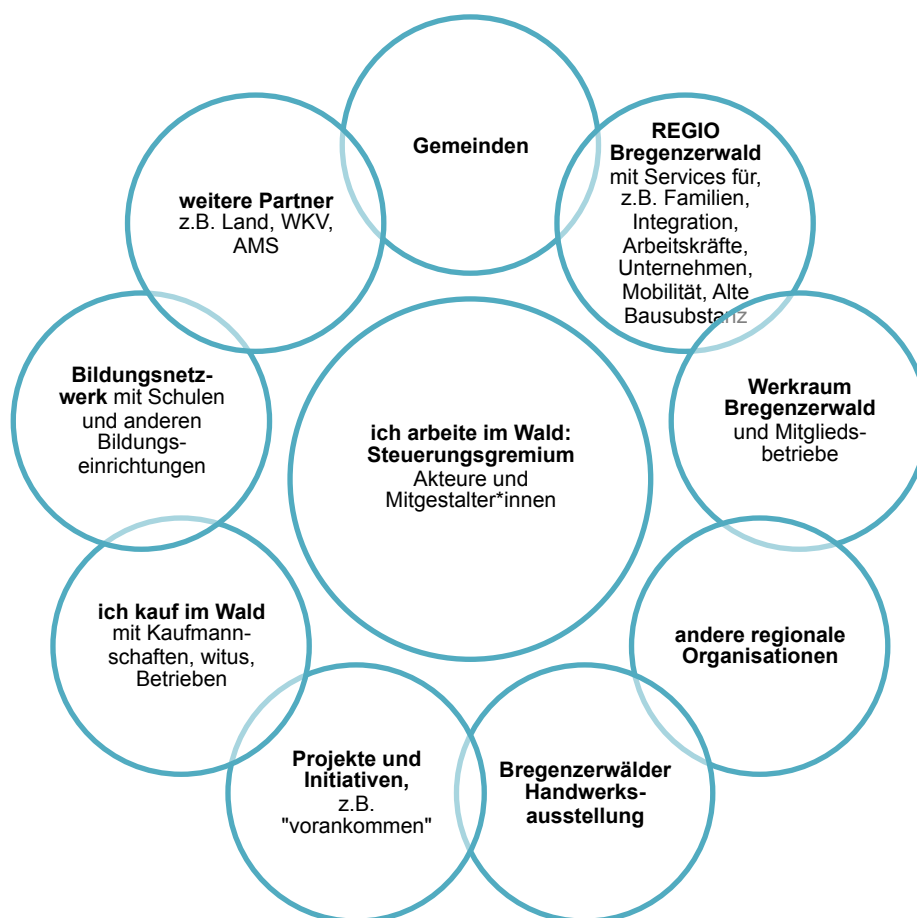 Gemeinden
REGIO
Bregenzerwald
mit Services für,
z.B. Familien,
Integration,
Arbeitskräfte,
Unternehmen,
Mobilität, Alte
Bausubstanz
weitere Partner
z.B. Land, WKV,
AMS
Werkraum
Bregenzerwald
und Mitglieds-
betriebe
Bildungsnetz-
werk mit Schulen
und anderen
Bildungs-
einrichtungen
ich arbeite im Wald:
Steuerungsgremium
Akteure und
Mitgestalter*innen
andere regionale
Organisationen
ich kauf im Wald
mit Kaufmann-
schaften, witus,
Betrieben
Bregenzerwälder
Handwerks-
ausstellung
Projekte und
Initiativen,
z.B.
"vorankommen"